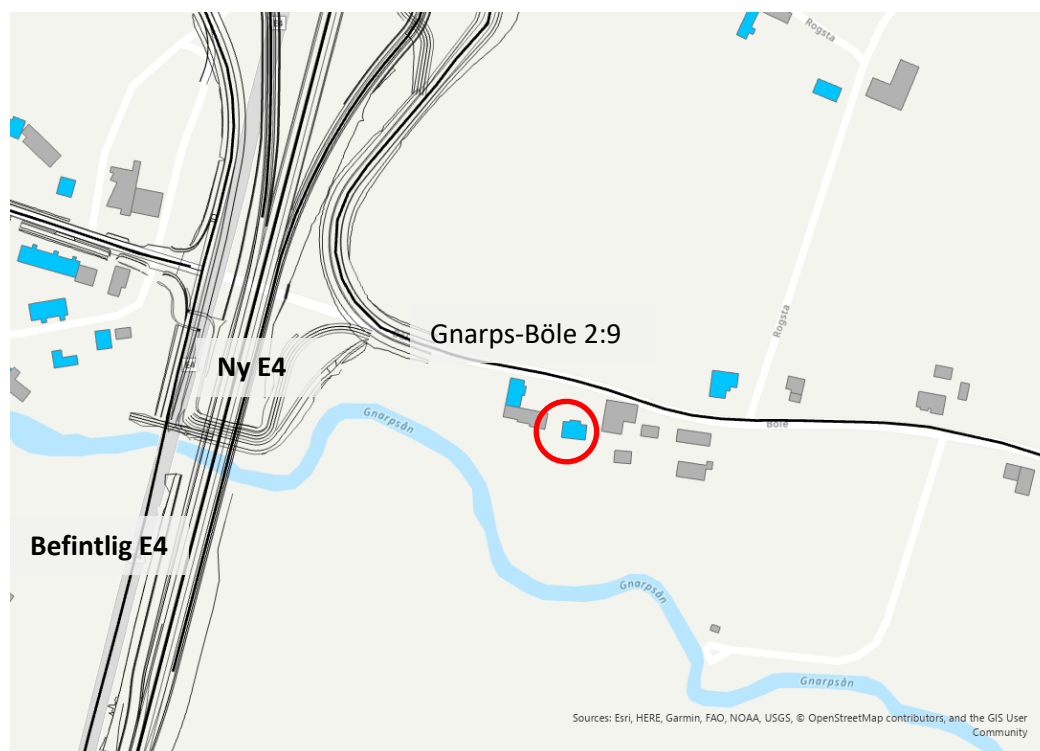 Rogsta
Gnarps-Böle 2:9
Rogsta
Ny E4
Gnarpsån
Böle
Befintlig E4
Gnarpsån
Gnarpsån
Sources: Esri, HERE, Garmin, FAO, NOAA, USGS, © OpenStreetMap contributors, and the GIS User
Community